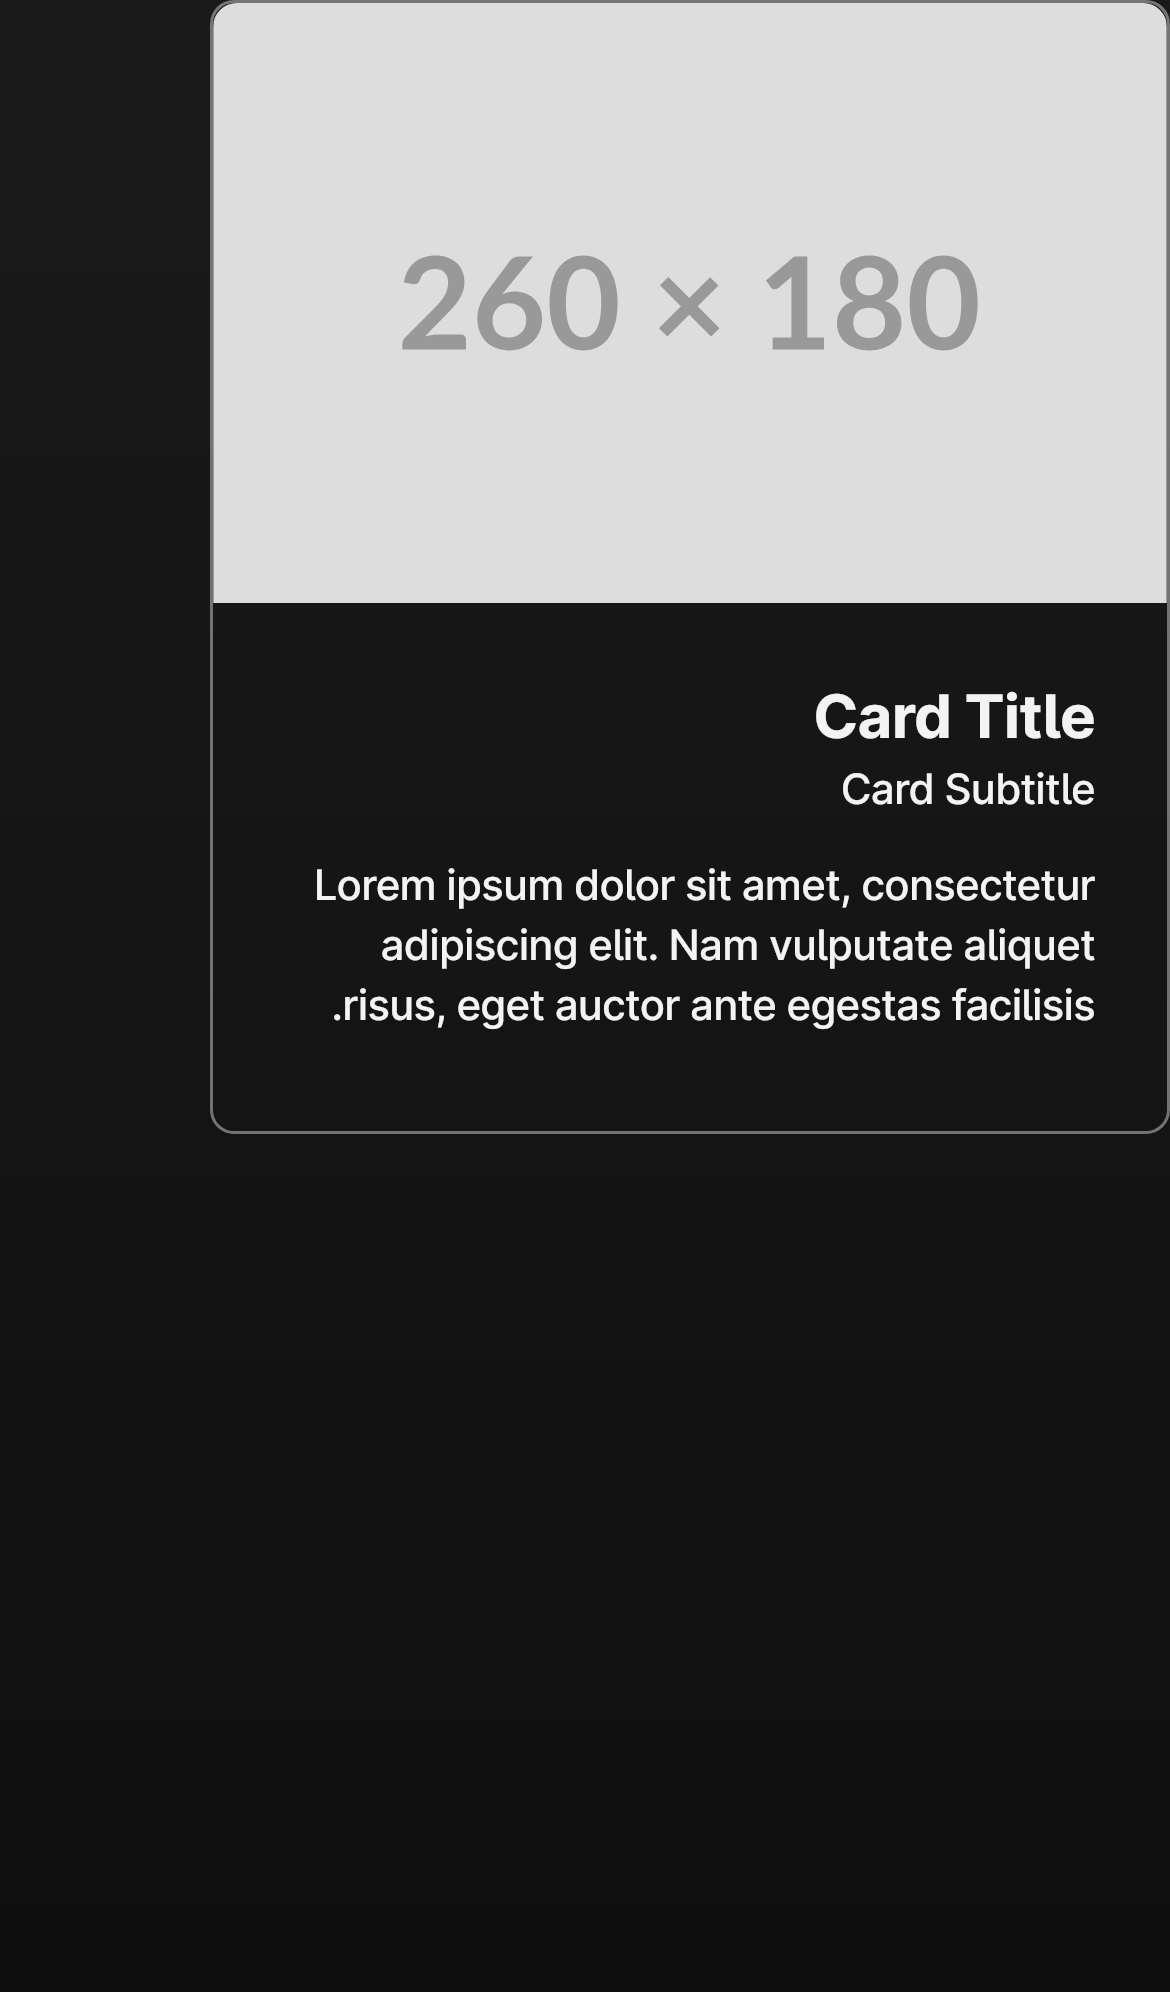 260 × 180
Card Title
Card Subtitle
Lorem ipsum dolor sit amet, consectetur
adipiscing elit. Nam vulputate aliquet
.risus, eget auctor ante egestas facilisis